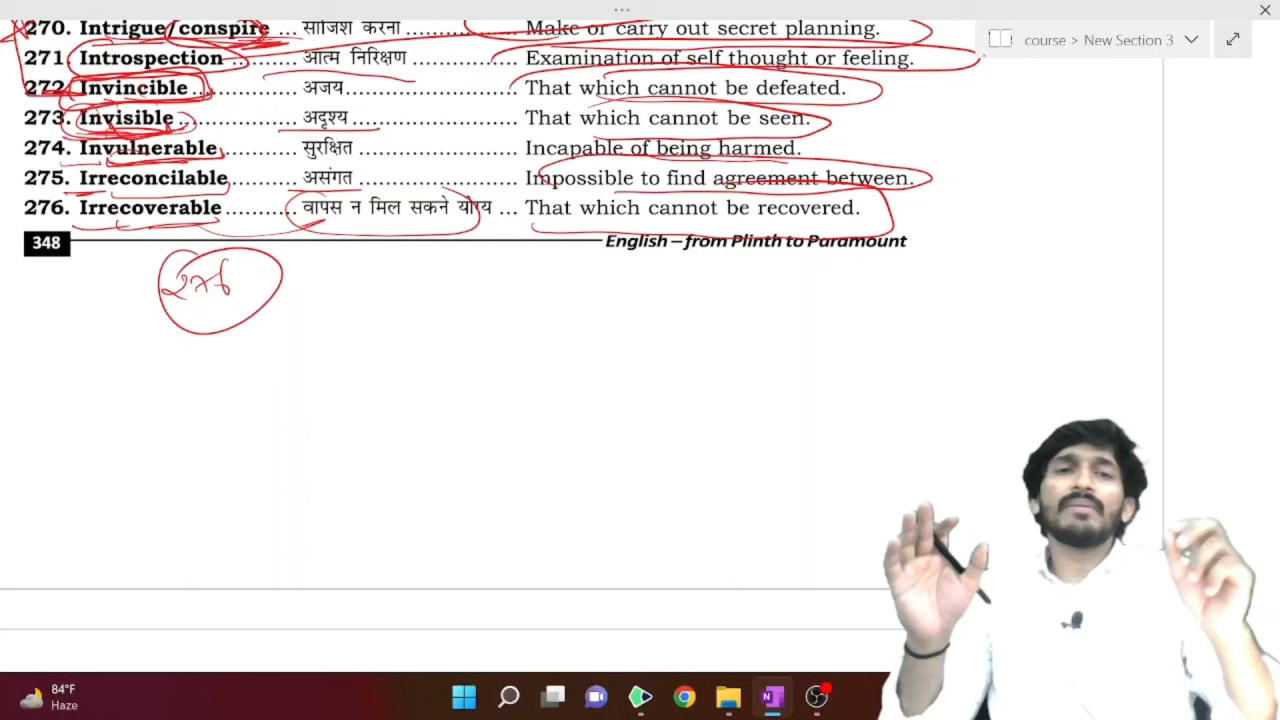 ...
course > New Section 3
270. Intrigue/conspire ... साजिश करना .................... Make or carry out secret planning.
271. Introspection ............ आत्म निरिक्षण ................ Examination of self thought or feeling.
272. Invincible .................. अजय .......................... That which cannot be defeated.
273. Invisible .................... अदृश्य ........................ That which cannot be seen.
274. Invulnerable ............. सुरक्षित ........................ Incapable of being harmed.
275. Irreconcilable ........... असंगत ........................ Impossible to find agreement between.
276. Irrecoverable ........... वापस न मिल सकने योग्य ... That which cannot be recovered.
348 English – from Plinth to Paramount
276
84°F
Haze